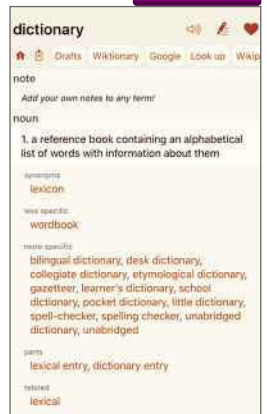 dictionary
Drafts Wiktionary Google Look up Wikip
note
Add your own notes to any term!
noun
1. a reference book containing an alphabetical
list of words with information about them
synonyms
lexicon
less specific
wordbook
more specific
bilingual dictionary, desk dictionary,
collegiate dictionary, etymological dictionary,
gazetteer, learner's dictionary, school
dictionary, pocket dictionary, little dictionary,
spell-checker, spelling checker, unabridged
dictionary, unabridged
parts
lexical entry, dictionary entry
related
lexical